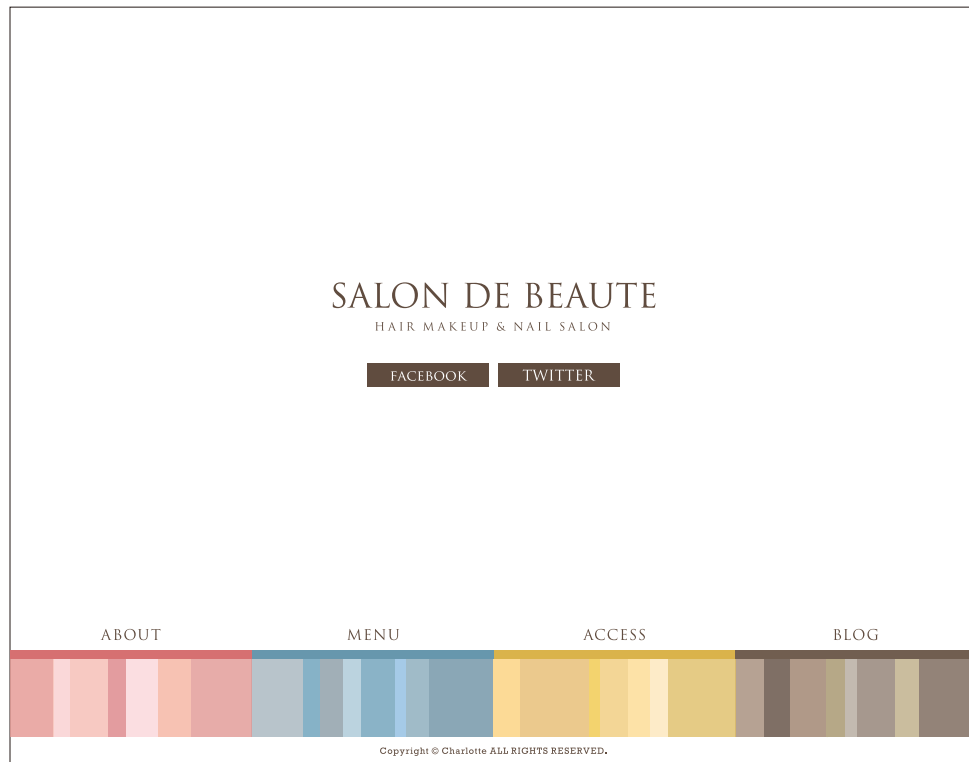 SALON DE BEAUTE
HAIR MAKEUP & NAIL SALON
FACEBOOK TWITTER
ABOUT MENU ACCESS BLOG
Copyright © Charlotte ALL RIGHTS RESERVED.